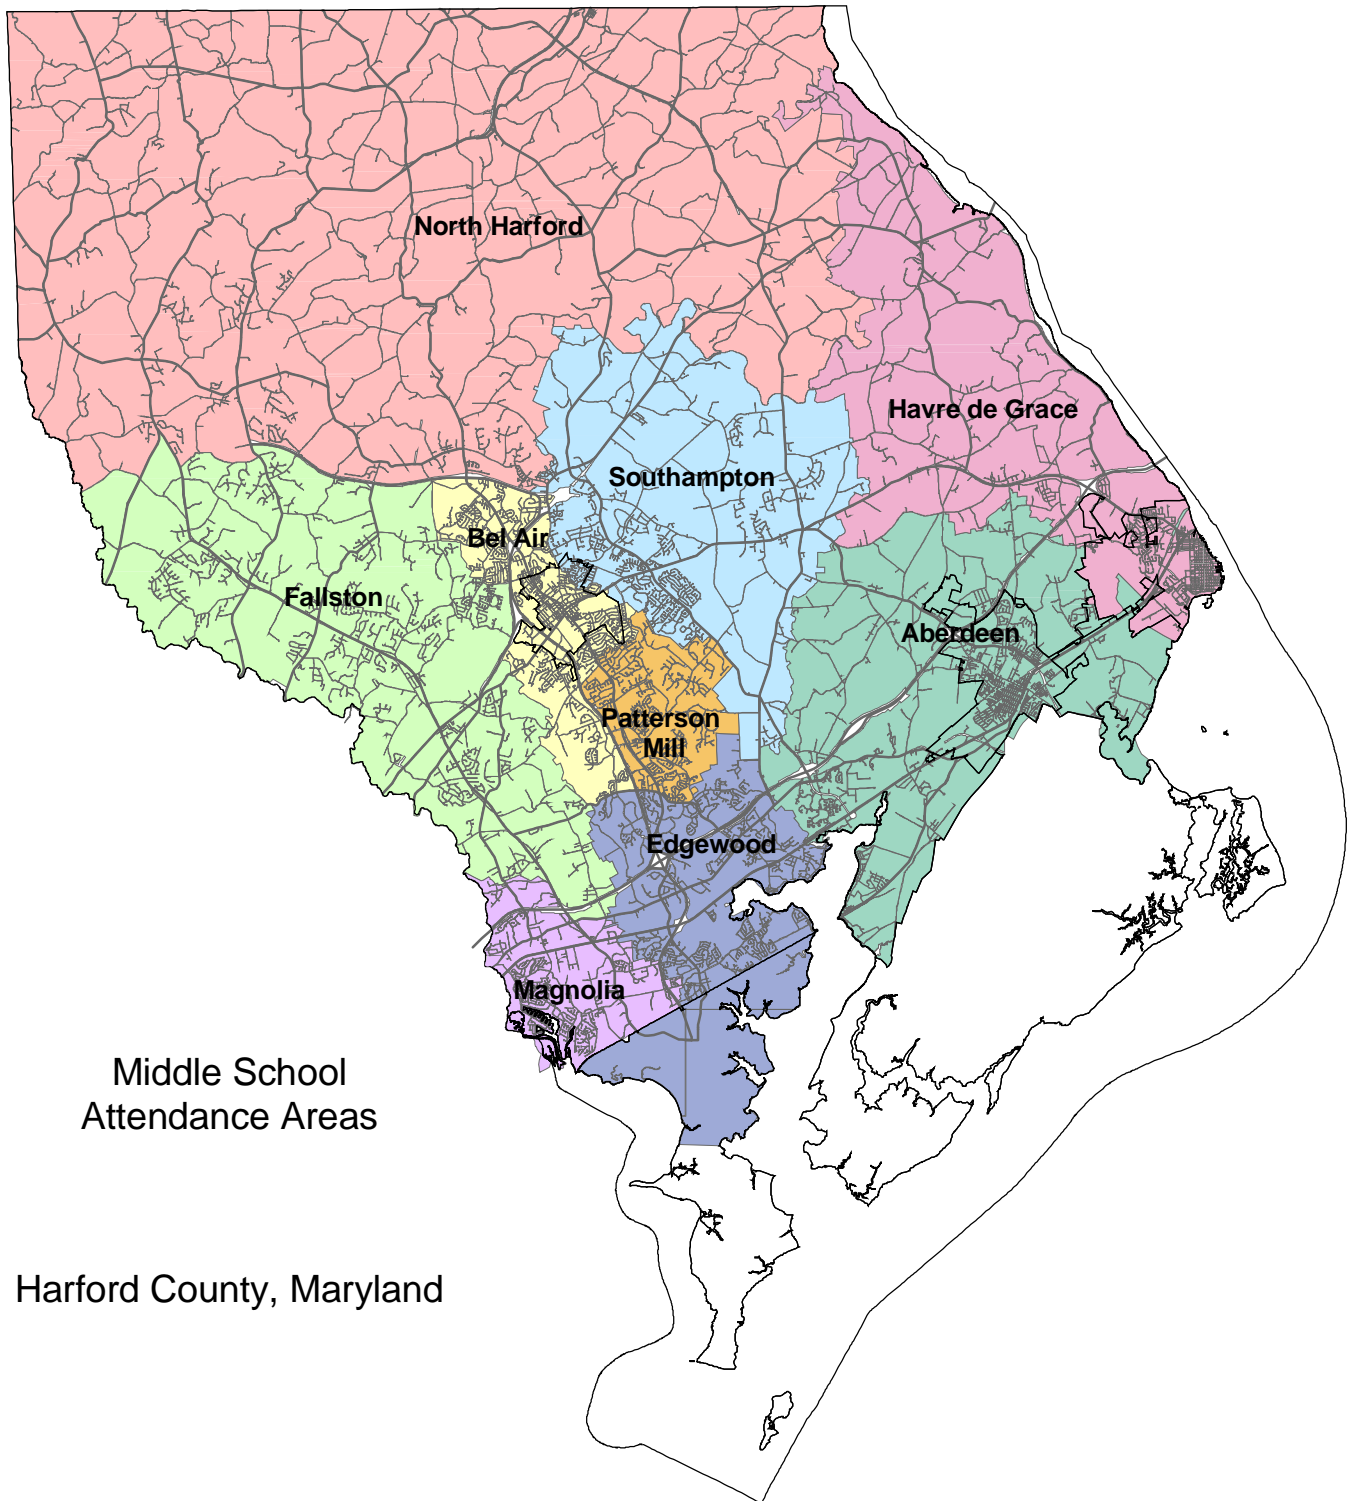 North Harford
Havre de Grace
Southampton
Bel Air
Fallston
Aberdeen
Patterson
Mill
Edgewood
Magnolia
Middle School
Attendance Areas
Harford County, Maryland